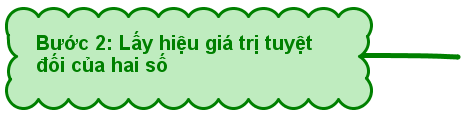 Bước 2: Lấy hiệu giá trị tuyệt
đối của hai số